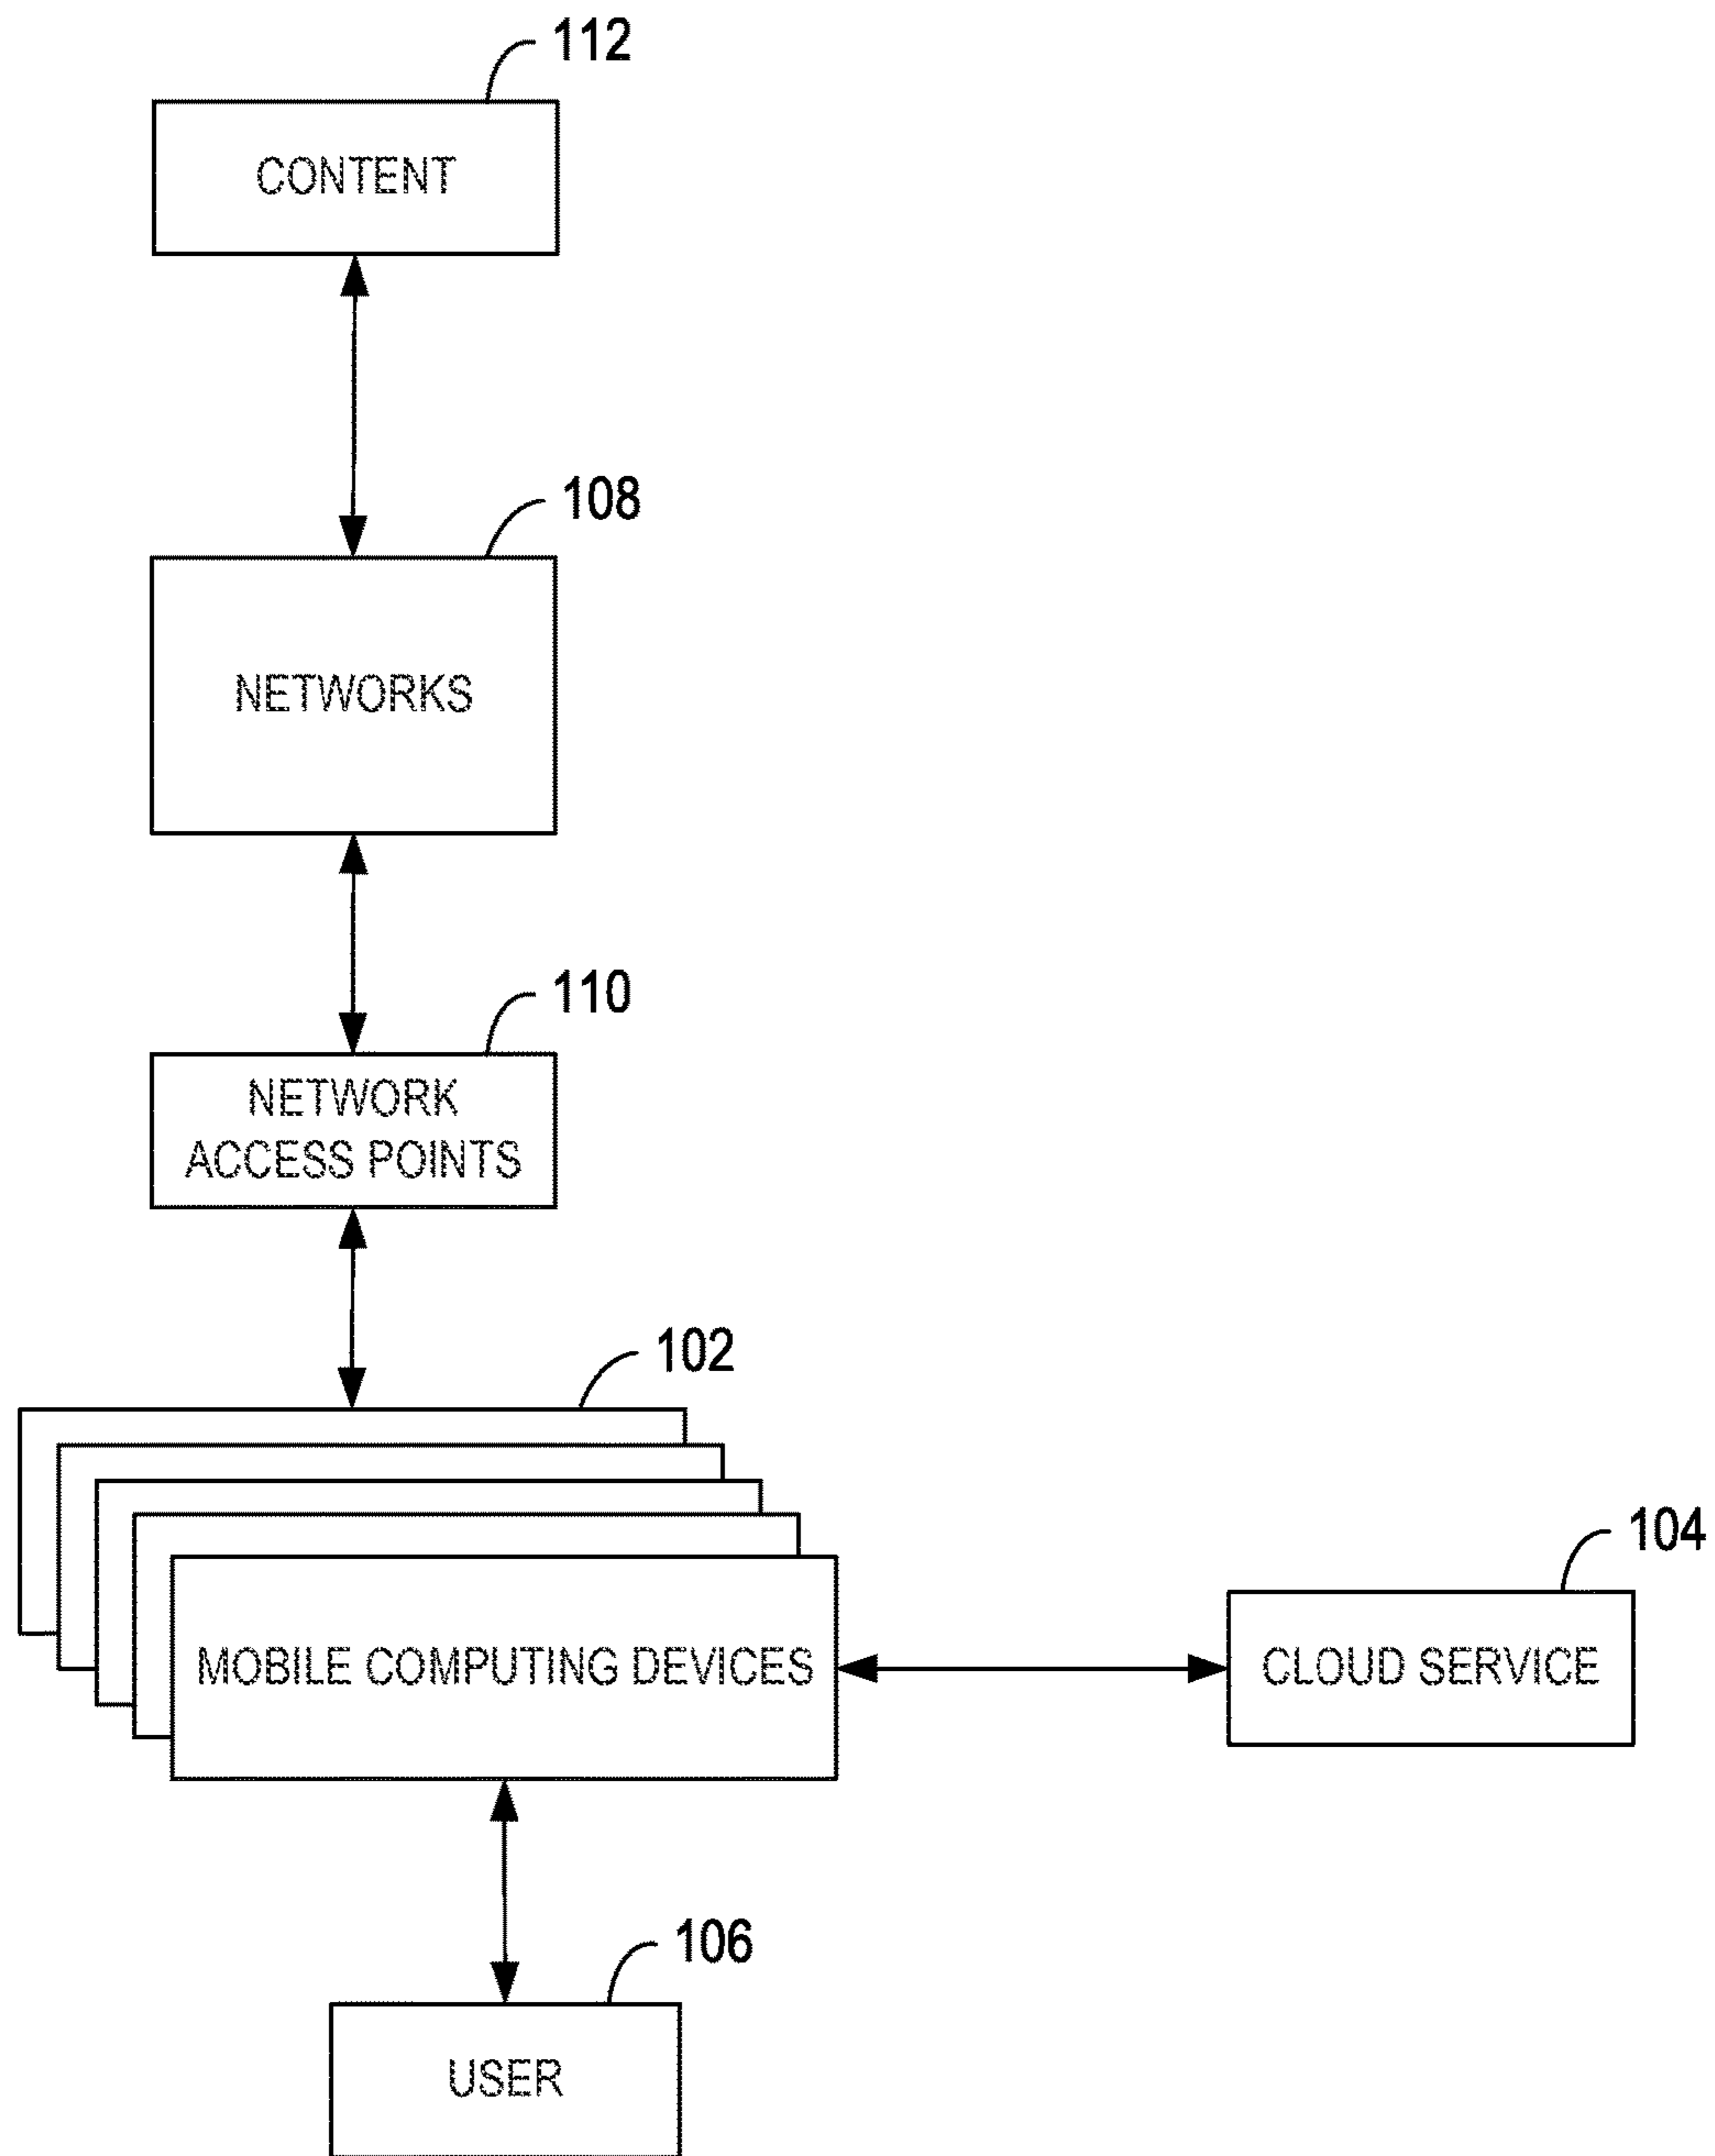 112
CONTENT
108
NETWORKS
110
NETWORK
ACCESS POINTS
102
MOBILE COMPUTING DEVICES
104
CLOUD SERVICE
106
USER